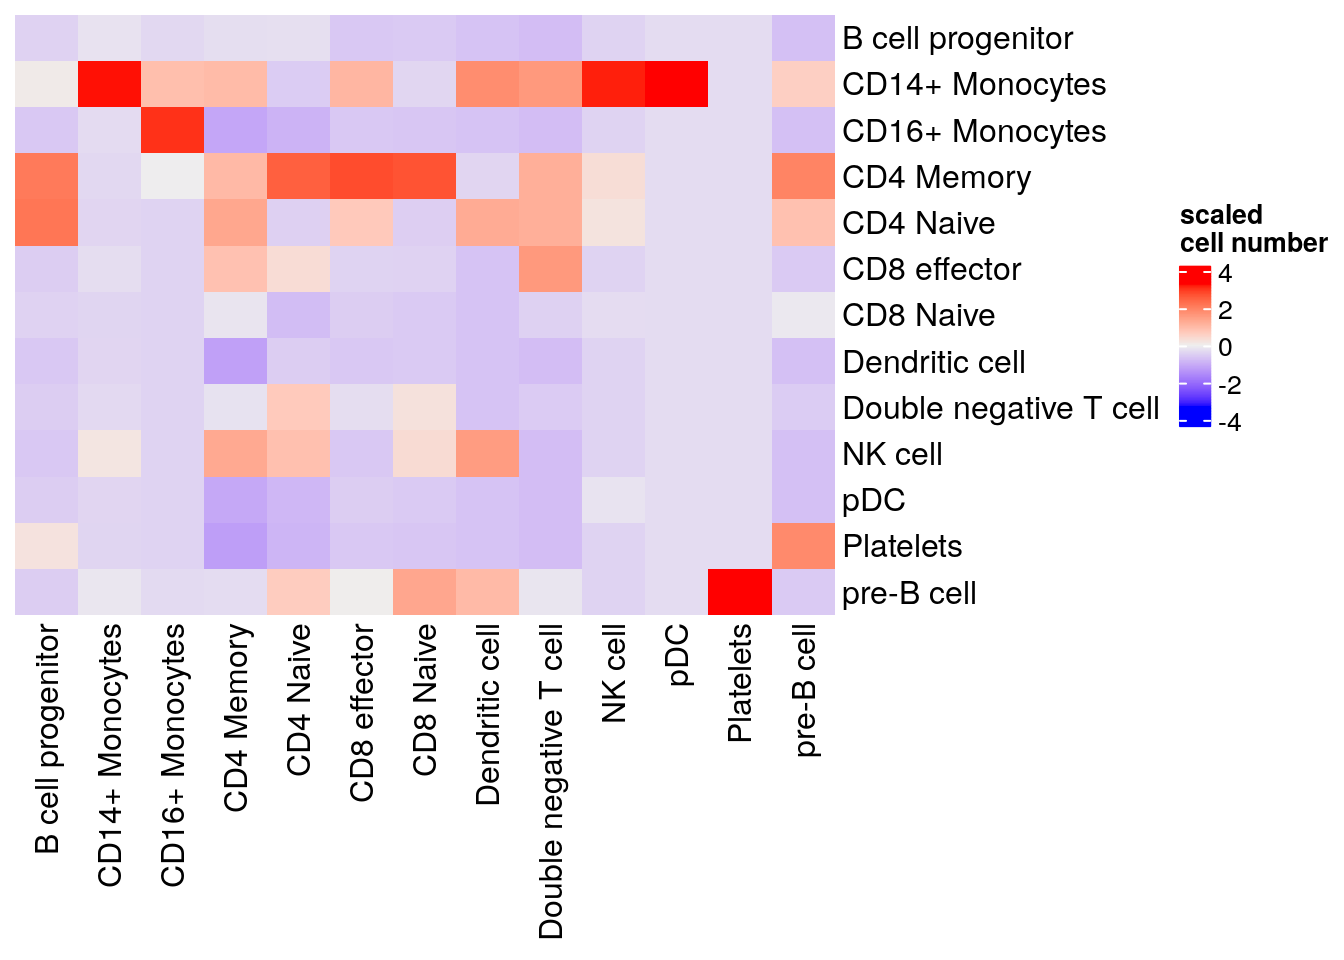 B cell progenitor
CD14+ Monocytes
CD16+ Monocytes
CD4 Memory
CD4 Naive
CD8 effector
CD8 Naive
Dendritic cell
Double negative T cell
NK cell
pDC
Platelets
pre-B cell
scaled
cell number
4
2
0
-2
-4
B cell progenitor
CD14+ Monocytes
CD16+ Monocytes
CD4 Memory
CD4 Naive
CD8 effector
CD8 Naive
Dendritic cell
Double negative T cell
NK cell
pDC
Platelets
pre-B cell